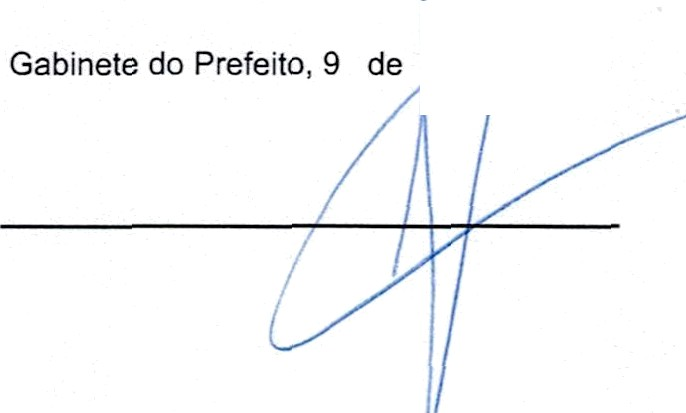 Gabinete do Prefeito, 9 de